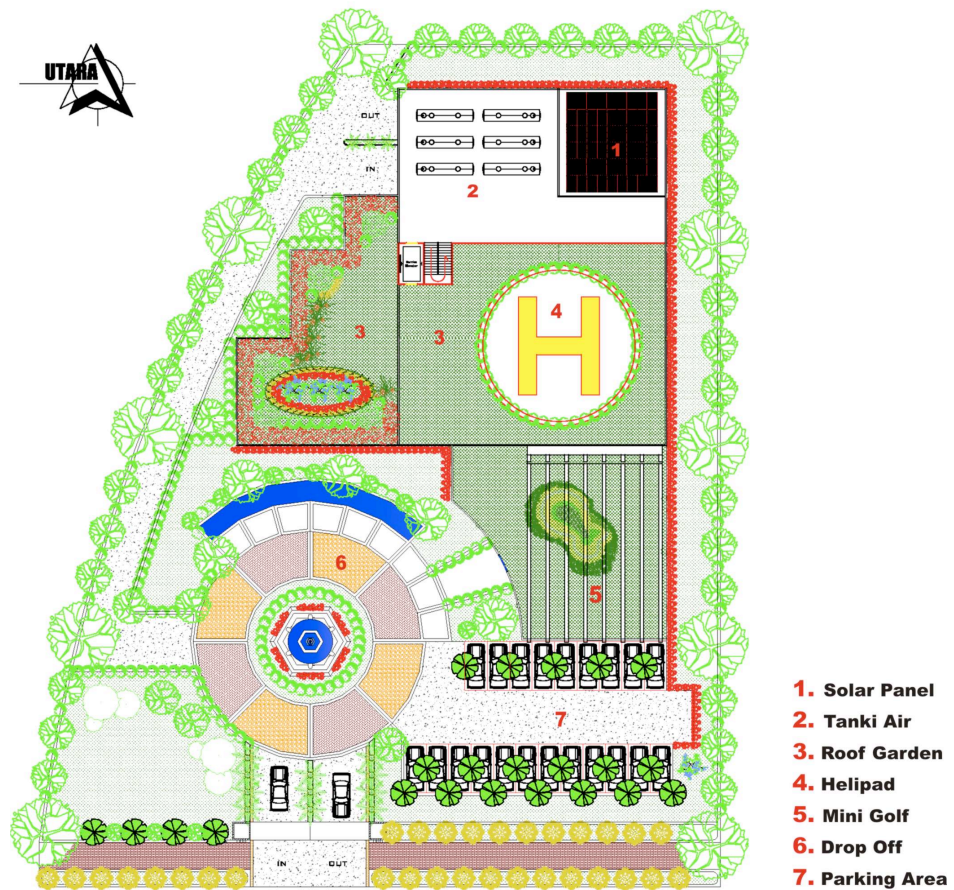 UTARA
OUT
IN
1
2
4
3
3
6
5
7
IN OUT
1. Solar Panel
2. Tanki Air
3. Roof Garden
4. Helipad
5. Mini Golf
6. Drop Off
7. Parking Area